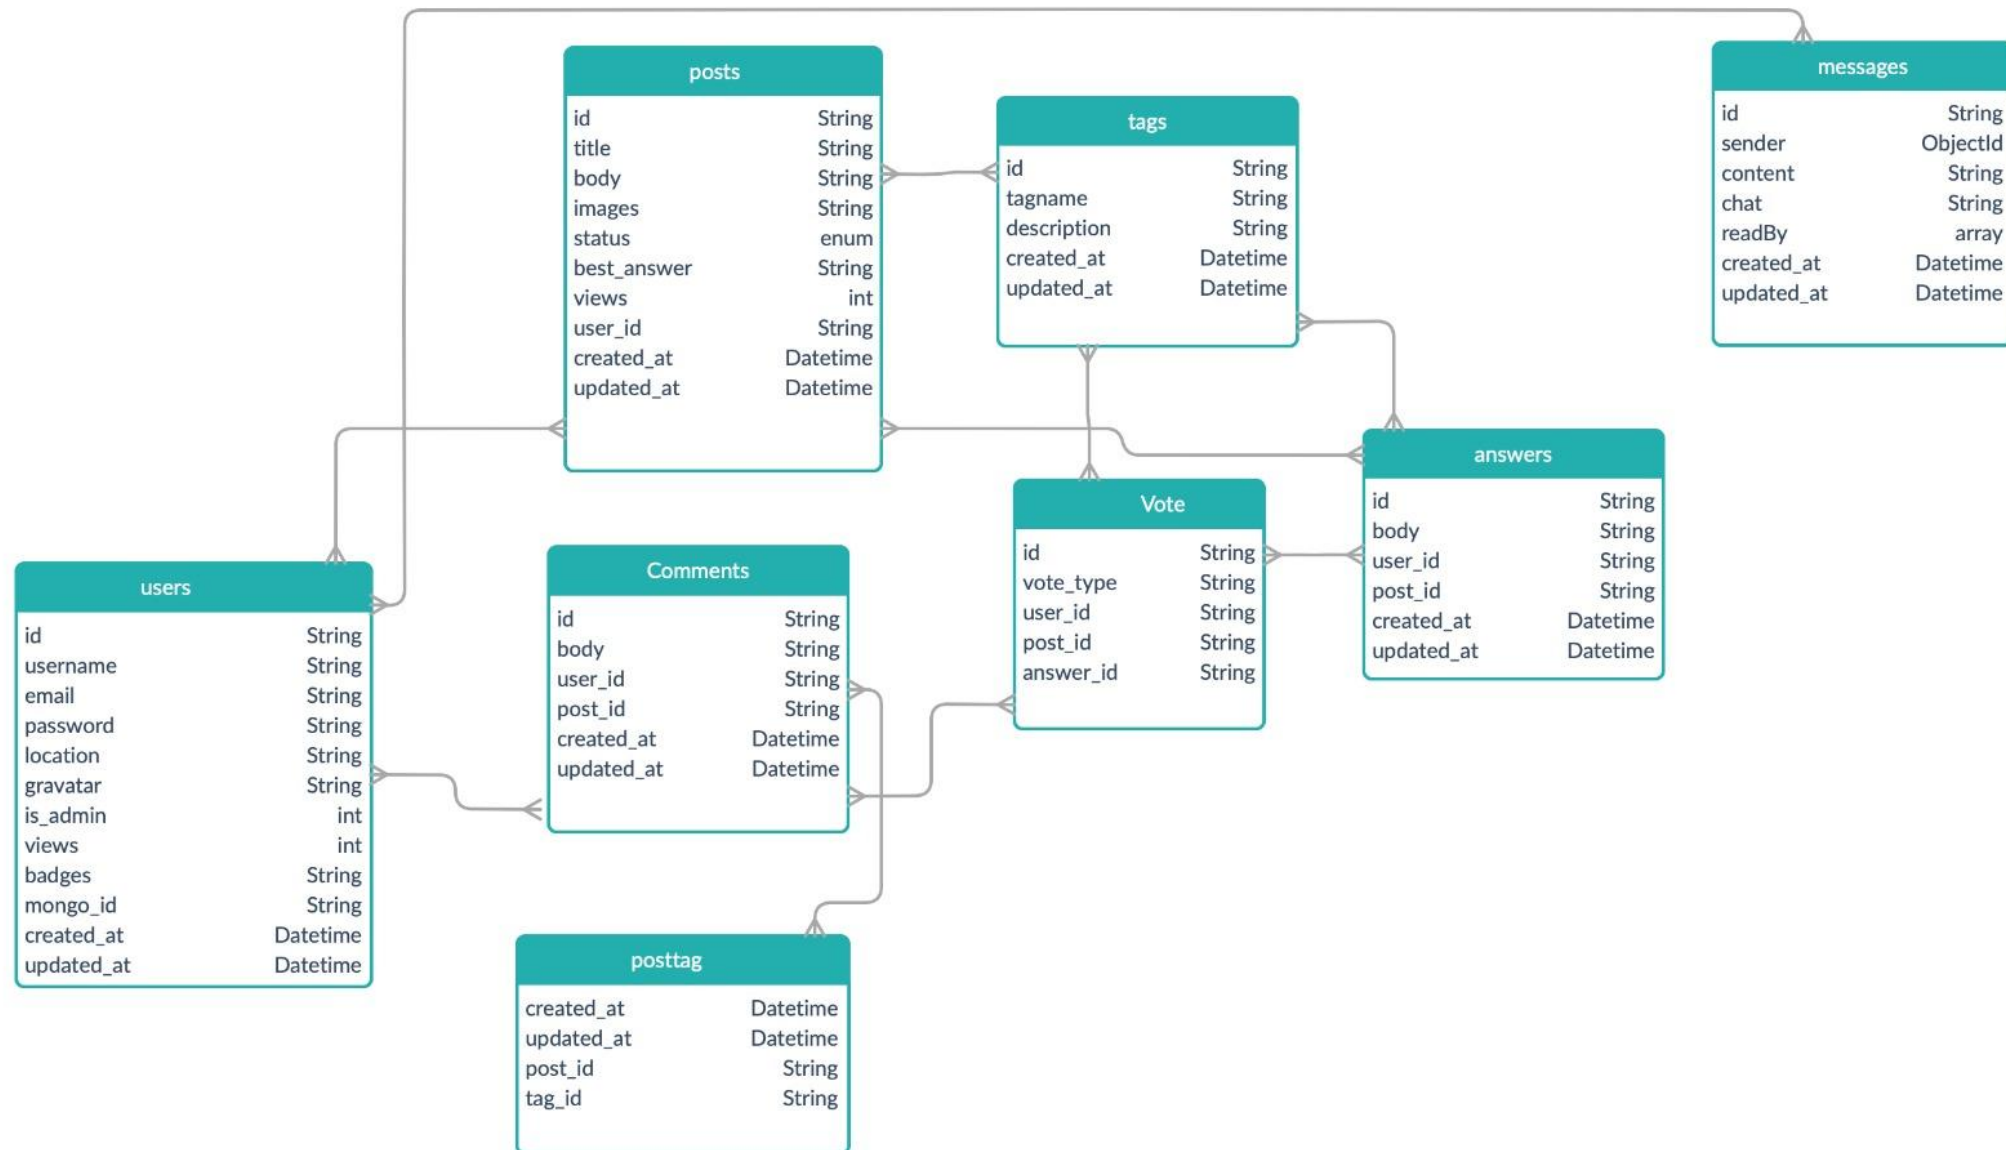 posts
id String
title String
body String
images String
status enum
best_answer String
views int
user_id String
created_at Datetime
updated_at Datetime
tags
id String
tagname String
description String
created_at Datetime
updated_at Datetime
messages
id String
sender ObjectId
content String
chat String
readBy array
created_at Datetime
updated_at Datetime
users
id String
username String
email String
password String
location String
gravatar String
is_admin int
views int
badges String
mongo_id String
created_at Datetime
updated_at Datetime
Comments
id String
body String
user_id String
post_id String
created_at Datetime
updated_at Datetime
Vote
id String
vote_type String
user_id String
post_id String
answer_id String
answers
id String
body String
user_id String
post_id String
created_at Datetime
updated_at Datetime
posttag
created_at Datetime
updated_at Datetime
post_id String
tag_id String